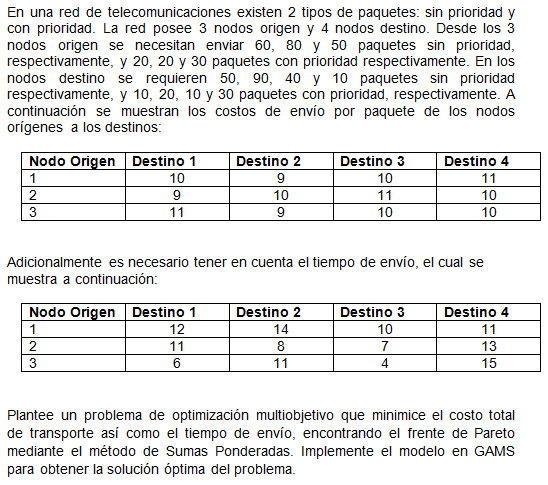 En una red de telecomunicaciones existen 2 tipos de paquetes: sin prioridad y
con prioridad. La red posee 3 nodos origen y 4 nodos destino. Desde los 3
nodos origen se necesitan enviar 60, 80 y 50 paquetes sin prioridad,
respectivamente, y 20, 20 y 30 paquetes con prioridad respectivamente. En los
nodos destino se requieren 50, 90, 40 y 10 paquetes sin prioridad
respectivamente, y 10, 20, 10 y 30 paquetes con prioridad, respectivamente. A
continuación se muestran los costos de envío por paquete de los nodos
orígenes a los destinos:
Nodo Origen Destino 1 Destino 2 Destino 3 Destino 4
1 10 9 10 11
2 9 10 11 10
3 11 9 10 10
Adicionalmente es necesario tener en cuenta el tiempo de envío, el cual se
muestra a continuación:
Nodo Origen Destino 1 Destino 2 Destino 3 Destino 4
1 12 14 10 11
2 11 8 7 13
3 6 11 4 15
Plantee un problema de optimización multiobjetivo que minimice el costo total
de transporte así como el tiempo de envío, encontrando el frente de Pareto
mediante el método de Sumas Ponderadas. Implemente el modelo en GAMS
para obtener la solución óptima del problema.